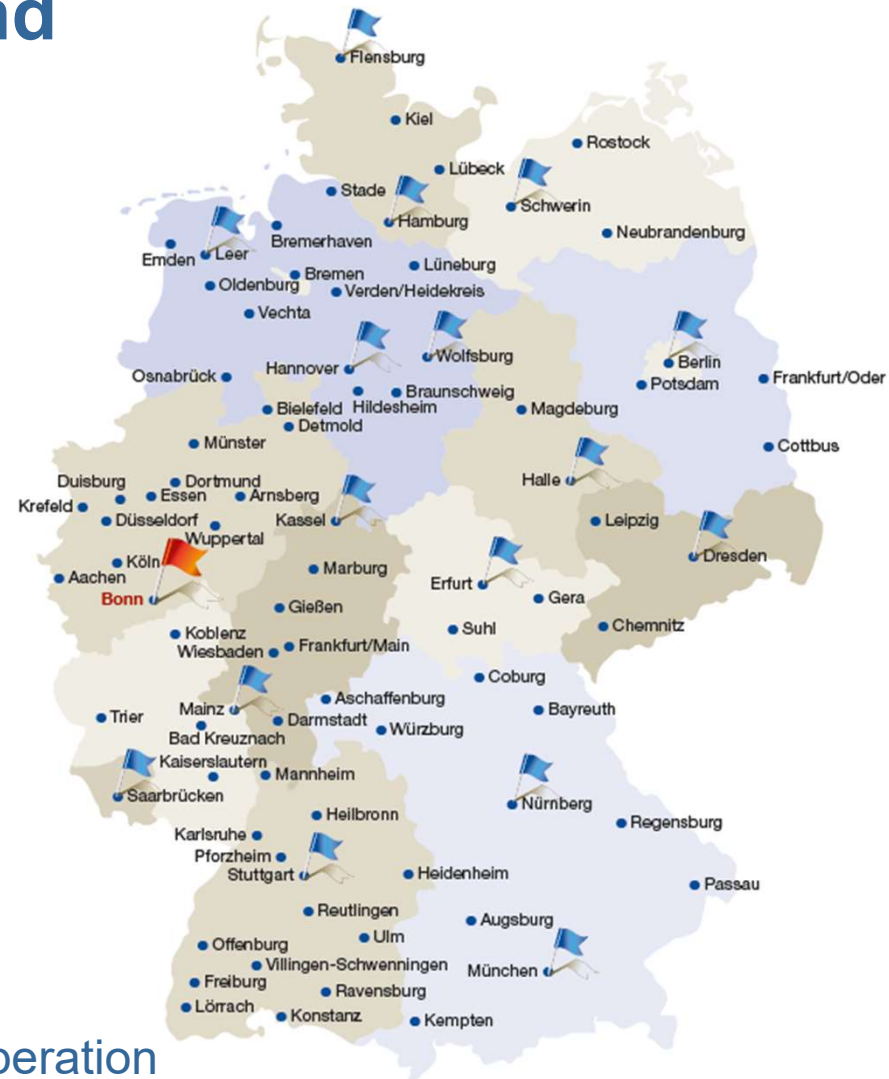 nd
Flensburg
Kiel
Rostock
Lübeck
Stade
Schwerin
Hamburg
Neubrandenburg
Bremerhaven
Leer
Emden
Lüneburg
Bremen
Oldenburg
Verden/Heidekreis
Vechta
Wolfsburg
Hannover
Berlin
Osnabrück
Frankfurt/Oder
Potsdam
Braunschweig
Bielefeld
Hildesheim
Magdeburg
Detmold
Münster
Cottbus
Duisburg
Dortmund
Halle
Essen
Arnsberg
Krefeld
Düsseldorf
Kassel
Leipzig
Wuppertal
Dresden
Köln
Marburg
Aachen
Erfurt
Bonn
Gera
Gießen
Chemnitz
Suhl
Koblenz
Frankfurt/Main
Wiesbaden
Coburg
Aschaffenburg
Mainz
Bayreuth
Trier
Darmstadt
Würzburg
Bad Kreuznach
Kaiserslautern
Mannheim
Saarbrücken
Nürnberg
Heilbronn
Regensburg
Karlsruhe
Pforzheim
Stuttgart
Heidenheim
Passau
Reutlingen
Augsburg
Ulm
Offenburg
Villingen-Schwenningen
München
Freiburg
Ravensburg
Lörrach
Konstanz
Kempten
peration